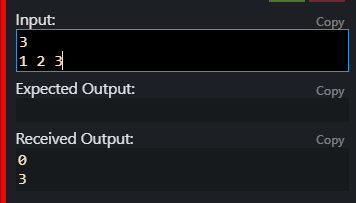 Input:
Copy
3
1 2 3
Expected Output:
Copy
Received Output:
Copy
0
3